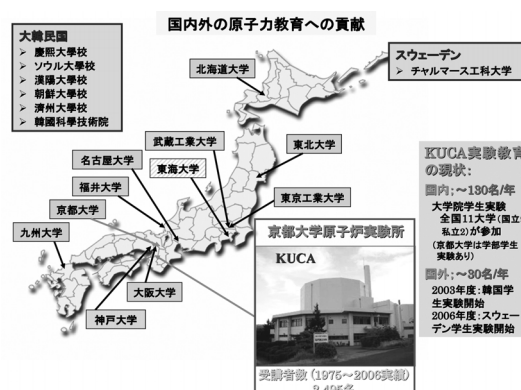 国内外の原子力教育への貢献
大韓民国
➢ 慶熙大學校
➢ ソウル大學校
➢ 漢陽大學校
➢ 朝鮮大學校
➢ 濟州大學校
➢ 韓國科學技術院
スウェーデン
➢ チャルマース工科大学
北海道大学
武蔵工業大学
東北大学
名古屋大学
東海大学
福井大学
東京工業大学
京都大学
九州大学
大阪大学
神戸大学
京都大学原子炉実験所
KUCA
受講者数（1975～2006実績）
KUCA実験教育
の現状:
国内;～180名/年
大学院学生実験
全国11大学(国立9
私立2)が参加
(京都大学は学部学生
実験あり)
国外;～30名/年
2003年度:韓国学
生実験開始
2006年度:スウェー
デン学生実験開始